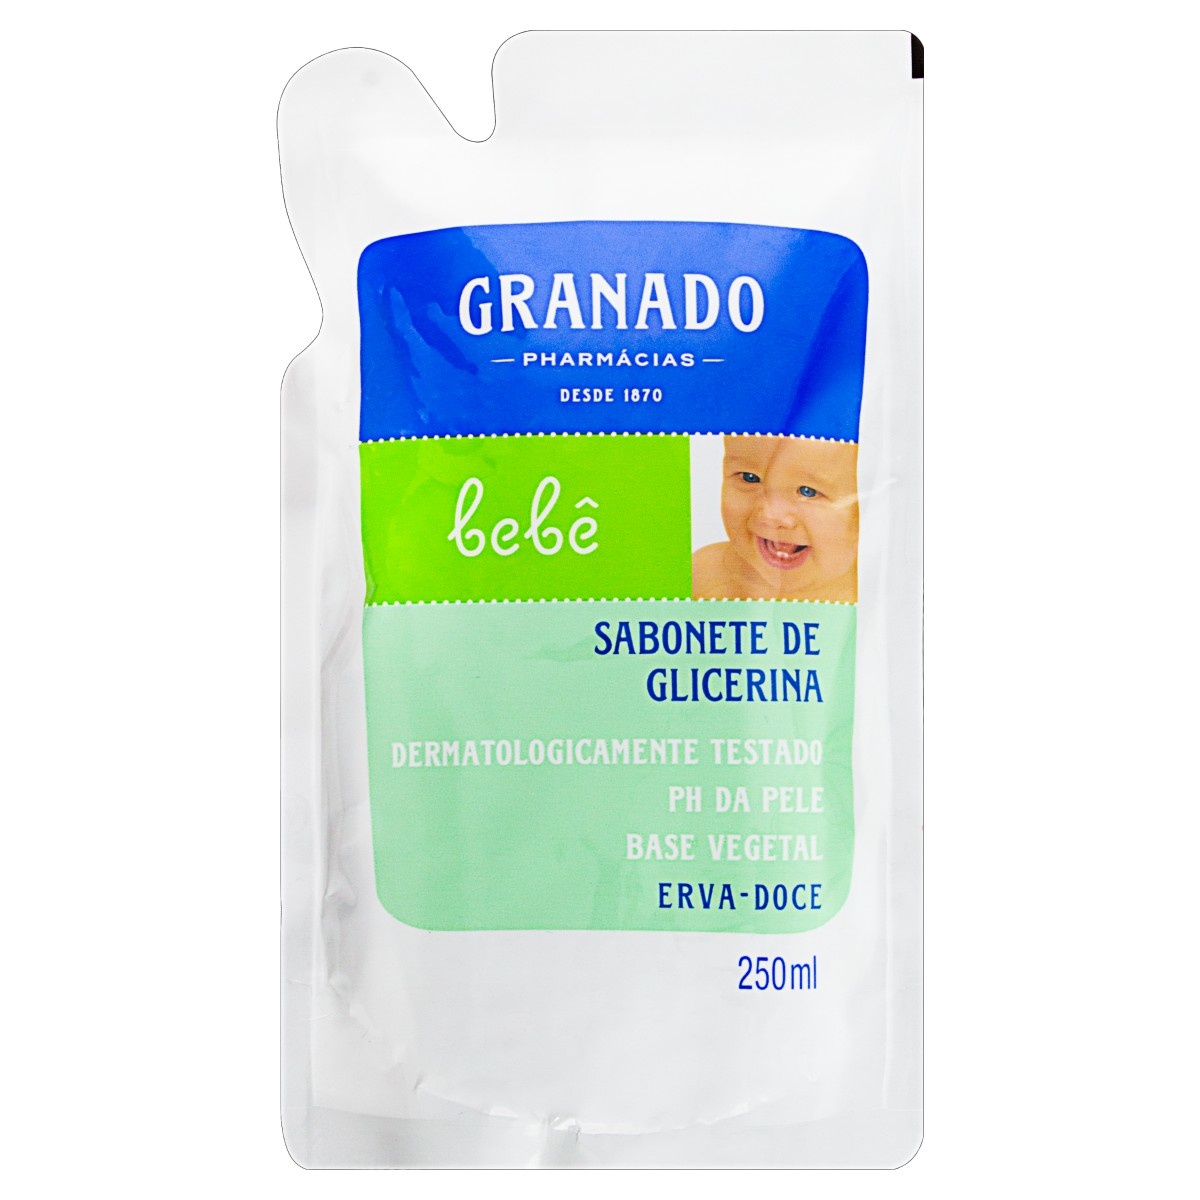 GRANADO
PHARMÁCIAS
DESDE 1870
bebê
SABONETE DE
GLICERINA
DERMATOLOGICAMENTE TESTADO
PH DA PELE
BASE VEGETAL
ERVA-DOCE
250ml